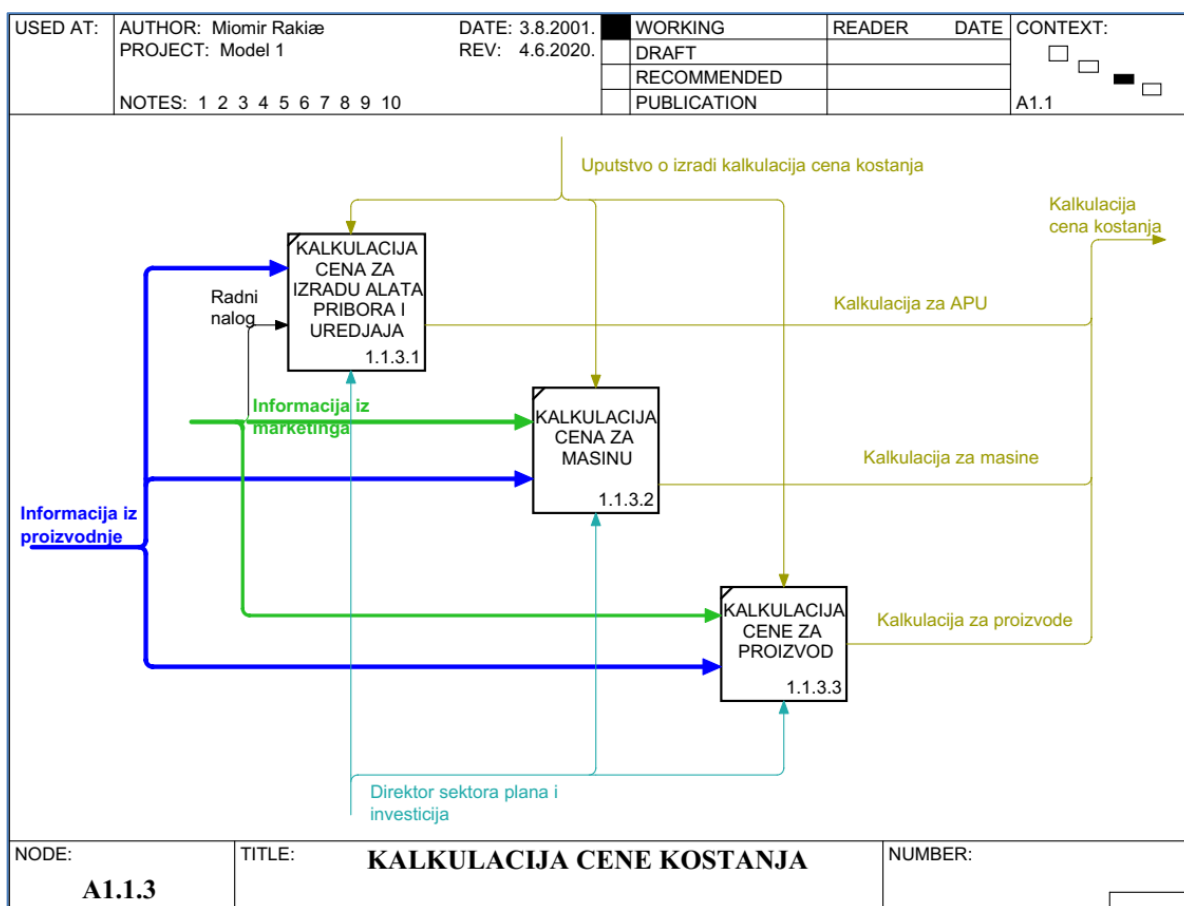 USED AT:
AUTHOR: Miomir Rakiæ
DATE: 3.8.2001.
PROJECT: Model 1
REV: 4.6.2020.
NOTES: 1 2 3 4 5 6 7 8 9 10
WORKING
DRAFT
RECOMMENDED
PUBLICATION
READER DATE
CONTEXT:
A1.1
Uputstvo o izradi kalkulacija cena kostanja
Kalkulacija
cena kostanja
KALKULACIJA
CENA ZA
IZRADU ALATA
PRIBORA I
UREDJAJA
1.1.3.1
Radni
nalog
Kalkulacija za APU
Informacija iz
marketinga
KALKULACIJA
CENA ZA
MASINU
1.1.3.2
Kalkulacija za masine
Informacija iz
proizvodnje
KALKULACIJA
CENE ZA
PROIZVOD
1.1.3.3
Kalkulacija za proizvode
Direktor sektora plana i
investicija
NODE:
A1.1.3
TITLE:
KALKULACIJA CENE KOSTANJA
NUMBER: